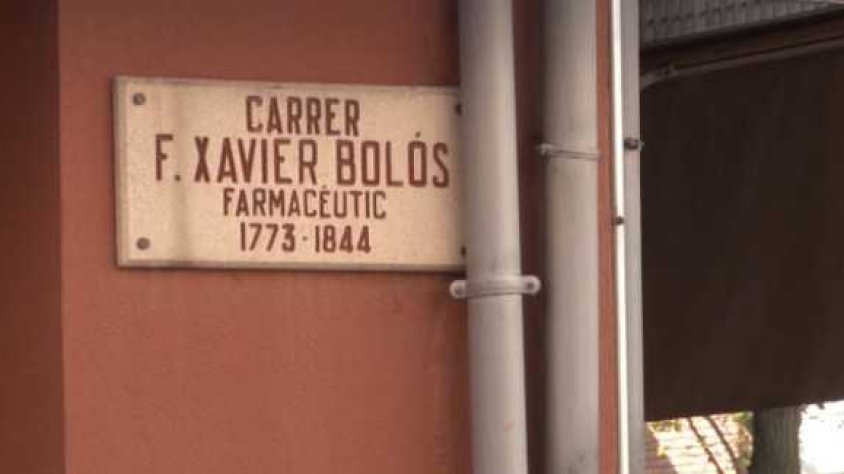 CARRER
F. XAVIER BOLÓS
FARMACÈUTIC
1773·1844